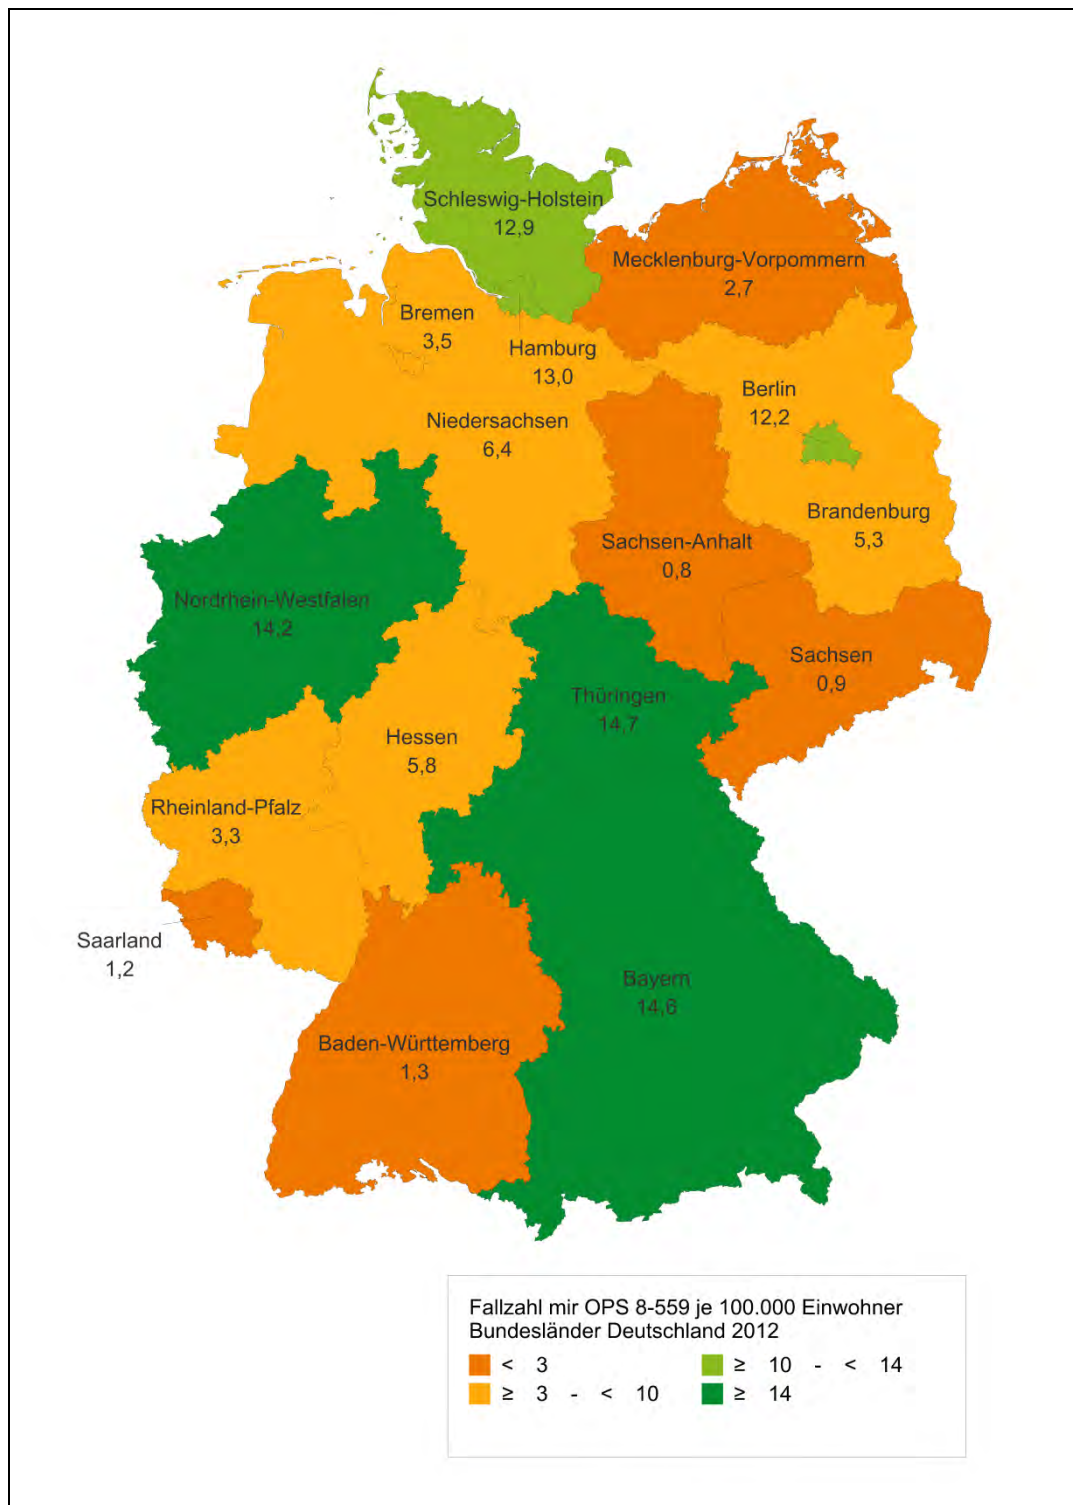 Schleswig-Holstein
12,9
Mecklenburg-Vorpommern
2,7
Bremen
3,5
Hamburg
13,0
Berlin
12,2
Niedersachsen
6,4
Brandenburg
5,3
Sachsen-Anhalt
0,8
Nordrhein-Westfalen
14,2
Sachsen
0,9
Thüringen
14,7
Hessen
5,8
Rheinland-Pfalz
3,3
Saarland
1,2
Bayern
14,6
Baden-Württemberg
1,3
Fallzahl mir OPS 8-559 je 100.000 Einwohner
Bundesländer Deutschland 2012
< 3
≥ 10 - < 14
≥ 3 - < 10
≥ 14